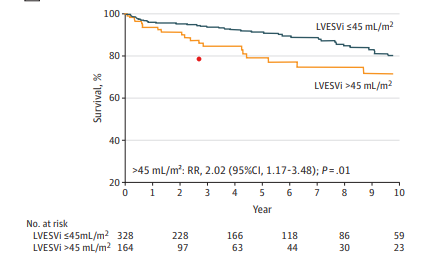 100
80
60
40
20
Survival, %
LVESVi ≤45 mL/m²
LVESVi >45 mL/m²
>45 mL/m²: RR, 2.02 (95%CI, 1.17-3.48); P=.01
0 1 2 3 4 5 6 7 8 9 10
Year
No. at risk
LVESVi ≤45mL/m² 328 228 166 118 86 59
LVESVi >45 mL/m² 164 97 63 44 30 23